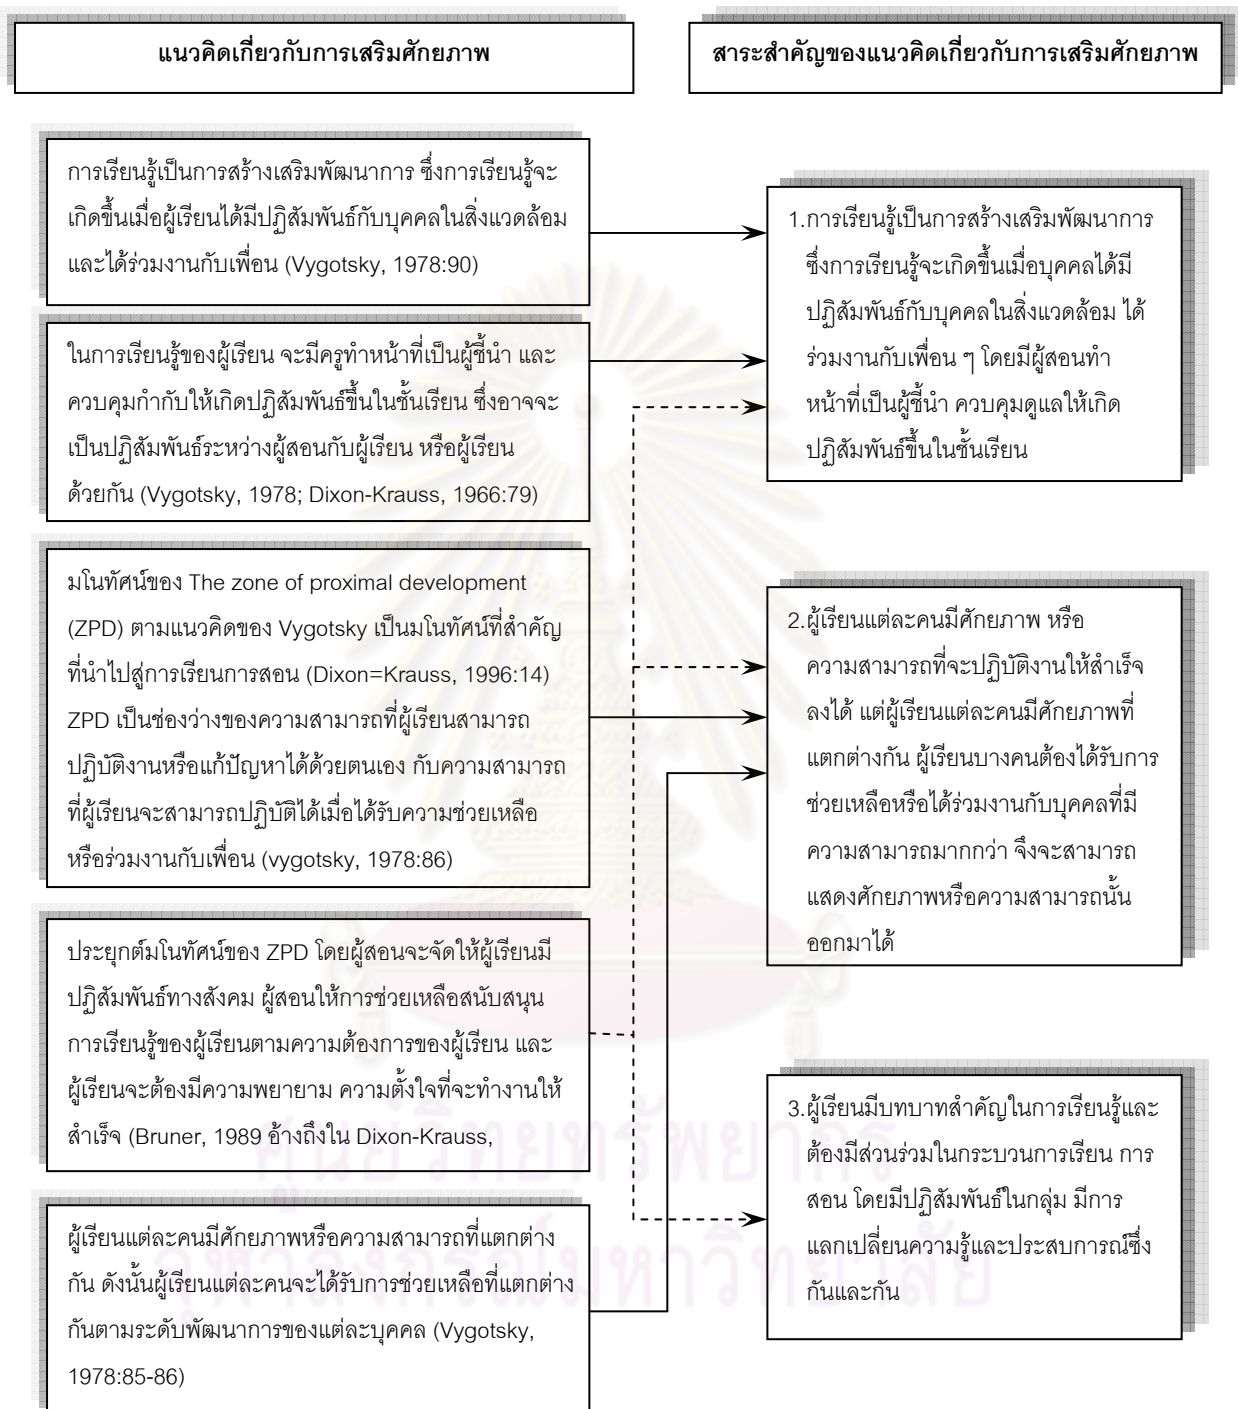 แนวคิดเกี่ยวกับการเสริมศักยภาพ
สาระสำคัญของแนวคิดเกี่ยวกับการเสริมศักยภาพ
การเรียนรู้เป็นการสร้างเสริมพัฒนาการ ซึ่งการเรียนรู้จะ
เกิดขึ้นเมื่อผู้เรียนได้มีปฏิสัมพันธ์กับบุคคลในสิ่งแวดล้อม
และได้ร่วมงานกับเพื่อน (Vygotsky, 1978:90)
ในการเรียนรู้ของผู้เรียน จะมีครูทำหน้าที่เป็นผู้ชี้นำ และ
ควบคุมกำกับให้เกิดปฏิสัมพันธ์ขึ้นในชั้นเรียน ซึ่งอาจจะ
เป็นปฏิสัมพันธ์ระหว่างผู้สอนกับผู้เรียน หรือผู้เรียน
ด้วยกัน (Vygotsky, 1978; Dixon-Krauss, 1966:79)
มโนทัศน์ของ The zone of proximal development
(ZPD) ตามแนวคิดของ Vygotsky เป็นมโนทัศน์ที่สำคัญ
ที่นำไปสู่การเรียนการสอน (Dixon=Krauss, 1996:14)
ZPD เป็นช่องว่างของความสามารถที่ผู้เรียนสามารถ
ปฏิบัติงานหรือแก้ปัญหาได้ด้วยตนเอง กับความสามารถ
ที่ผู้เรียนจะสามารถปฏิบัติได้เมื่อได้รับความช่วยเหลือ
หรือร่วมงานกับเพื่อน (vygotsky, 1978:86)
ประยุกต์มโนทัศน์ของ ZPD โดยผู้สอนจะจัดให้ผู้เรียนมี
ปฏิสัมพันธ์ทางสังคม ผู้สอนให้การช่วยเหลือสนับสนุน
การเรียนรู้ของผู้เรียนตามความต้องการของผู้เรียน และ
ผู้เรียนจะต้องมีความพยายาม ความตั้งใจที่จะทำงานให้
สำเร็จ (Bruner, 1989 อ้างถึงใน Dixon-Krauss,
ผู้เรียนแต่ละคนมีศักยภาพหรือความสามารถที่แตกต่าง
กัน ดังนั้นผู้เรียนแต่ละคนจะได้รับการช่วยเหลือที่แตกต่าง
กันตามระดับพัฒนาการของแต่ละบุคคล (Vygotsky,
1978:85-86)
1.การเรียนรู้เป็นการสร้างเสริมพัฒนาการ
ซึ่งการเรียนรู้จะเกิดขึ้นเมื่อบุคคลได้มี
ปฏิสัมพันธ์กับบุคคลในสิ่งแวดล้อม ได้
ร่วมงานกับเพื่อน ๆ โดยมีผู้สอนทำ
หน้าที่เป็นผู้ชี้นำ ควบคุมดูแลให้เกิด
ปฏิสัมพันธ์ขึ้นในชั้นเรียน
2.ผู้เรียนแต่ละคนมีศักยภาพ หรือ
ความสามารถที่จะปฏิบัติงานให้สำเร็จ
ลงได้ แต่ผู้เรียนแต่ละคนมีศักยภาพที่
แตกต่างกัน ผู้เรียนบางคนต้องได้รับการ
ช่วยเหลือหรือได้ร่วมงานกับบุคคลที่มี
ความสามารถมากกว่า จึงจะสามารถ
แสดงศักยภาพหรือความสามารถนั้น
ออกมาได้
3.ผู้เรียนมีบทบาทสำคัญในการเรียนรู้และ
ต้องมีส่วนร่วมในกระบวนการเรียน การ
สอน โดยมีปฏิสัมพันธ์ในกลุ่ม มีการ
แลกเปลี่ยนความรู้และประสบการณ์ซึ่ง
กันและกัน
ศูนย์วิทยทรัพยากร
จุฬาลงกรณ์มหาวิทยาลัย